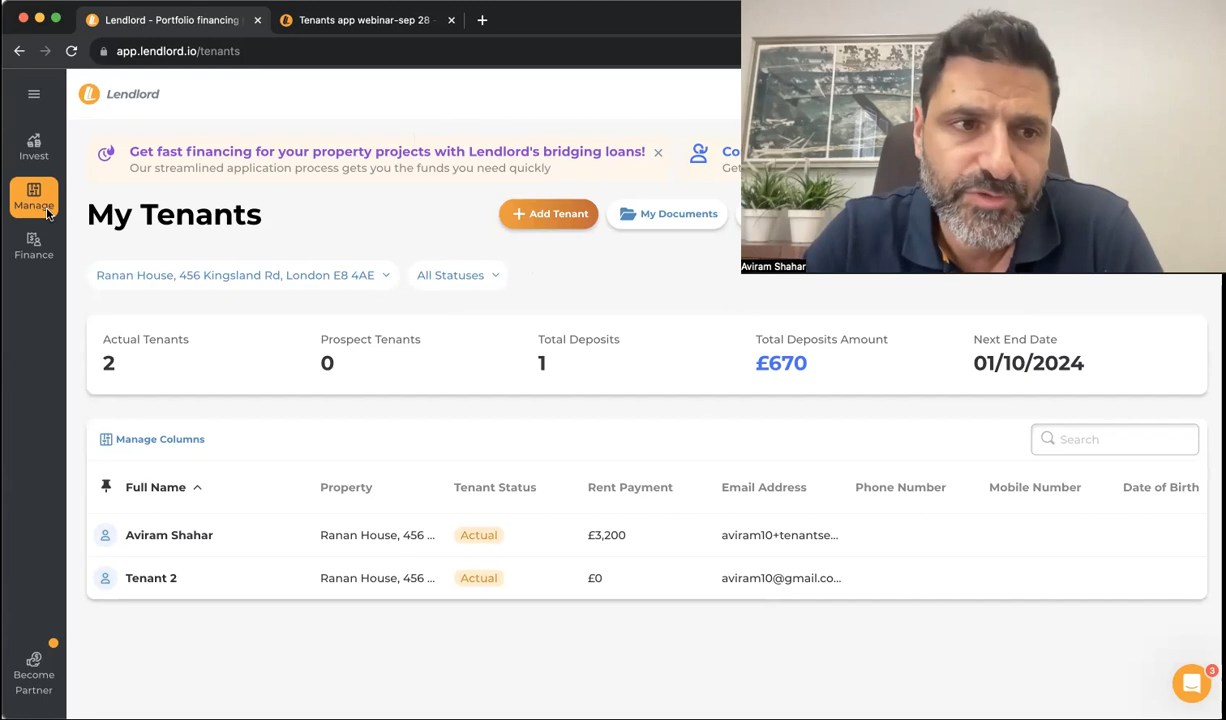 Lendlord - Portfolio financing
Tenants app webinar-sep 28 -
app.lendlord.io/tenants
Lendlord
Invest
Manage
Finance
Become
Partner
Get fast financing for your property projects with Lendlord's bridging loans!
Our streamlined application process gets you the funds you need quickly
Co
Get
My Tenants
Add Tenant
My Documents
Aviram Shahar
Ranan House, 456 Kingsland Rd, London E8 4AE
All Statuses
Actual Tenants
2
Prospect Tenants
0
Total Deposits
1
Total Deposits Amount
£670
Next End Date
01/10/2024
Manage Columns
Search
Full Name Property Tenant Status Rent Payment Email Address Phone Number Mobile Number Date of Birth
Aviram Shahar Ranan House, 456 ... Actual £3,200 aviram10+tenantse...
Tenant 2 Ranan House, 456 ... Actual £0 aviram10@gmail.co...
3